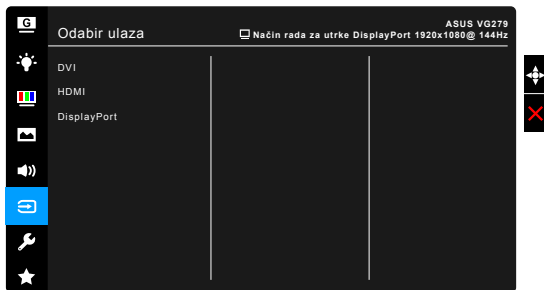 G
ASUS VG279
Odabir ulaza
Način rada za utrke DisplayPort 1920x1080@ 144Hz
DVI
HDMI
DisplayPort